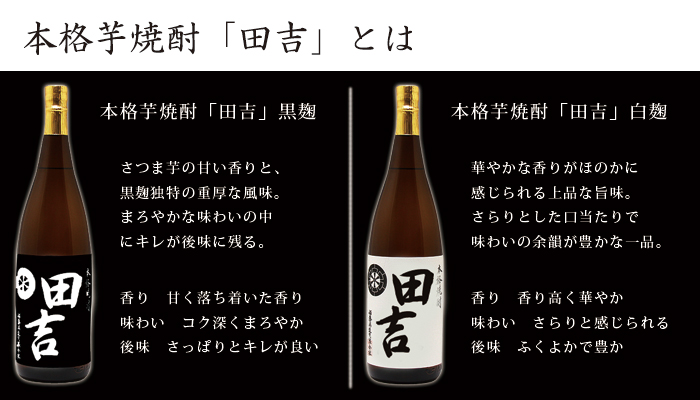 本格芋焼酎「田吉」とは
本格芋焼酎「田吉」黒麹
さつま芋の甘い香りと、
黒麹独特の重厚な風味。
まろやかな味わいの中
にキレが後味に残る。
香り　甘く落ち着いた香り
味わい　コク深くまろやか
後味　さっぱりとキレが良い
田吉
本格焼酎
本格芋焼酎「田吉」白麹
華やかな香りがほのかに
感じられる上品な旨味。
さらりとした口当たりで
味わいの余韻が豊かな一品。
香り　香り高く華やか
味わい　さらりと感じられる
後味　ふくよかで豊か
田吉
本格焼酎